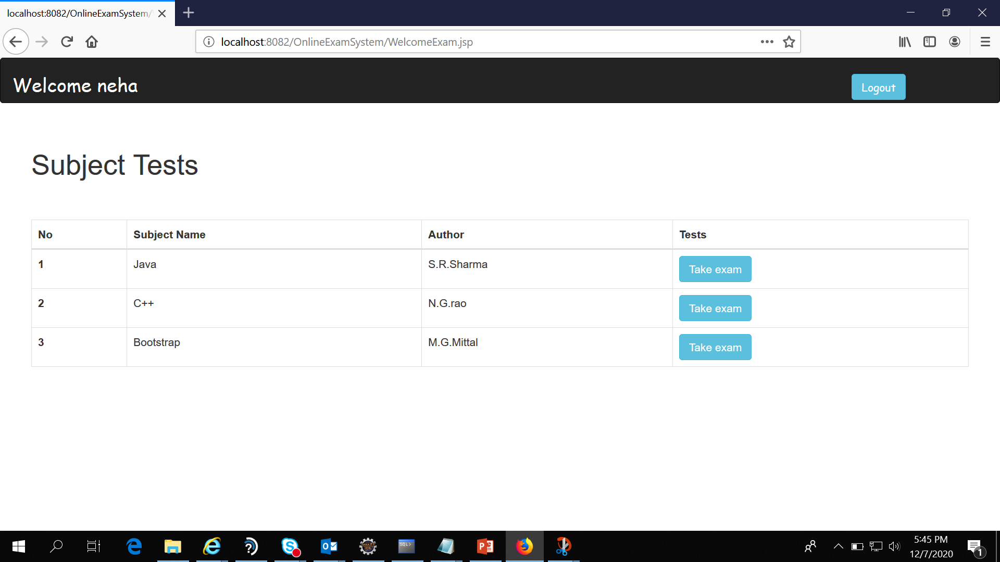 localhost:8082/OnlineExamSystem/
localhost:8082/OnlineExamSystem/WelcomeExam.jsp
Welcome neha
Logout
Subject Tests
No Subject Name Author Tests
1 Java S.R.Sharma Take exam
2 C++ N.G.rao Take exam
3 Bootstrap M.G.Mittal Take exam
5:45 PM
12/7/2020
1